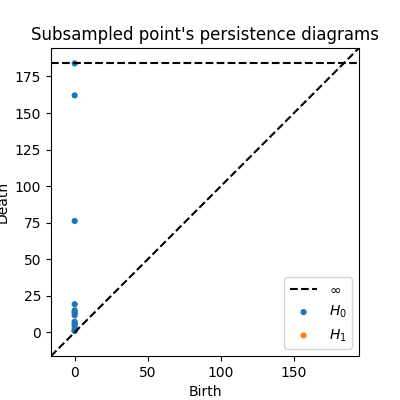 Subsampled point's persistence diagrams
175
150
125
100
75
50
25
0
Death
∞
H₀
H₁
0 50 100 150
Birth